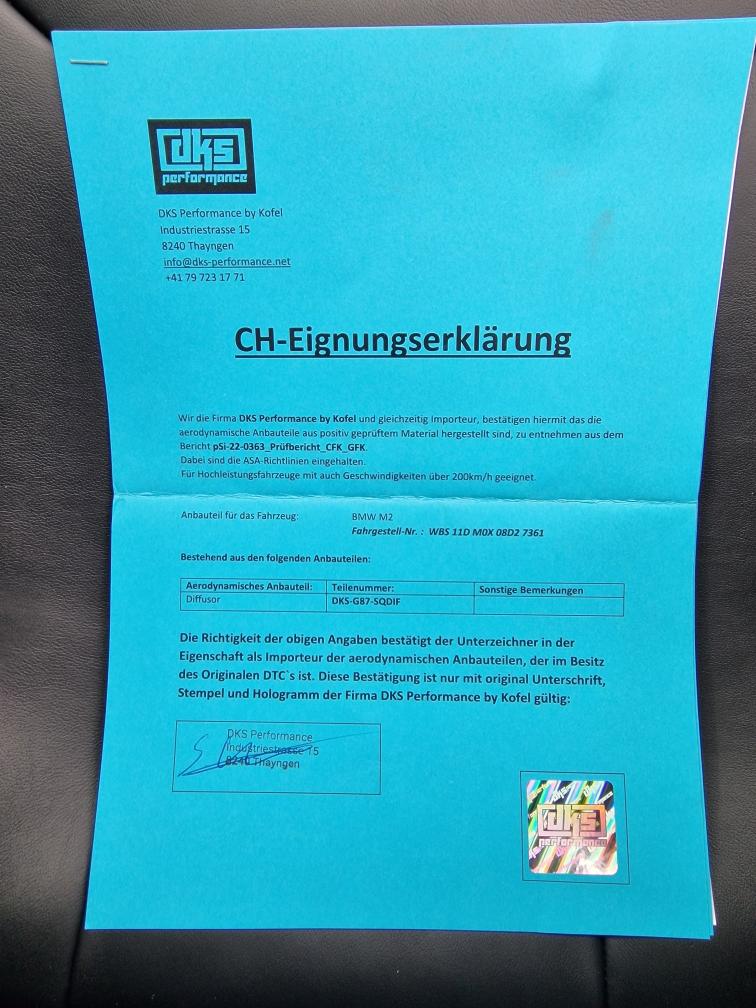 dks
performance
DKS Performance by Kofel
Industriestrasse 15
8240 Thayngen
info@dks-performance.net
+41 79 723 17 71
CH-Eignungserklärung
Wir die Firma DKS Performance by Kofel und gleichzeitig Importeur, bestätigen hiermit das die
aerodynamische Anbauteile aus positiv geprüftem Material hergestellt sind, zu entnehmen aus dem
Bericht pSi-22-0363_Prüfbericht_CFK_GFK.
Dabei sind die ASA-Richtlinien eingehalten.
Für Hochleistungsfahrzeuge mit auch Geschwindigkeiten über 200km/h geeignet.
Anbauteil für das Fahrzeug: BMW M2
Fahrgestell-Nr. : WBS 11D M0X 08D2 7361
Bestehend aus den folgenden Anbauteilen:
Aerodynamisches Anbauteil: Teilenummer: Sonstige Bemerkungen
Diffusor DKS-G87-SQDIF
Die Richtigkeit der obigen Angaben bestätigt der Unterzeichner in der
Eigenschaft als Importeur der aerodynamischen Anbauteilen, der im Besitz
des Originalen DTC`s ist. Diese Bestätigung ist nur mit original Unterschrift,
Stempel und Hologramm der Firma DKS Performance by Kofel gültig:
DKS Performance
Industriestrasse 15
8240 Thayngen
dks
performance